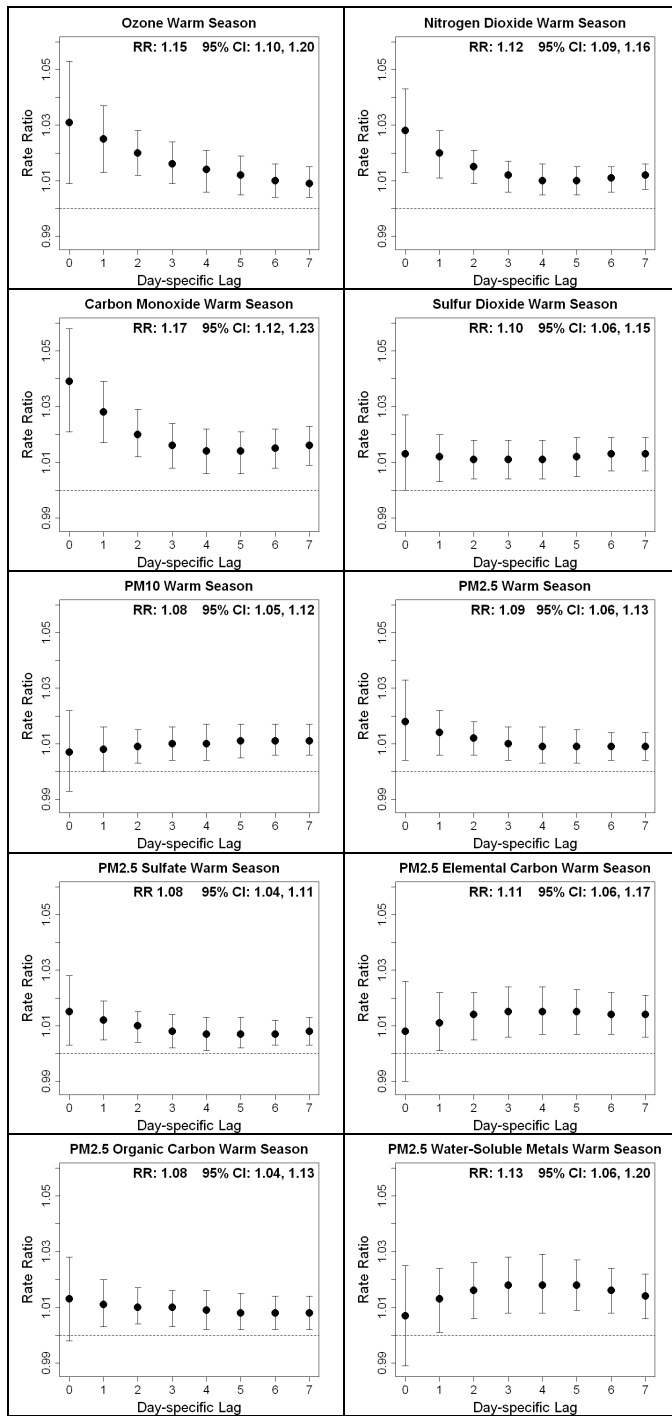 Ozone Warm Season
RR: 1.15 95% CI: 1.10, 1.20
Rate Ratio
1.05
1.03
1.01
0.99
0 1 2 3 4 5 6 7
Day-specific Lag
Nitrogen Dioxide Warm Season
RR: 1.12 95% CI: 1.09, 1.16
Rate Ratio
1.05
1.03
1.01
0.99
0 1 2 3 4 5 6 7
Day-specific Lag
Carbon Monoxide Warm Season
RR: 1.17 95% CI: 1.12, 1.23
Rate Ratio
1.05
1.03
1.01
0.99
0 1 2 3 4 5 6 7
Day-specific Lag
Sulfur Dioxide Warm Season
RR: 1.10 95% CI: 1.06, 1.15
Rate Ratio
1.05
1.03
1.01
0.99
0 1 2 3 4 5 6 7
Day-specific Lag
PM10 Warm Season
RR: 1.08 95% CI: 1.05, 1.12
Rate Ratio
1.05
1.03
1.01
0.99
0 1 2 3 4 5 6 7
Day-specific Lag
PM2.5 Warm Season
RR: 1.09 95% CI: 1.06, 1.13
Rate Ratio
1.05
1.03
1.01
0.99
0 1 2 3 4 5 6 7
Day-specific Lag
PM2.5 Sulfate Warm Season
RR 1.08 95% CI: 1.04, 1.11
Rate Ratio
1.05
1.03
1.01
0.99
0 1 2 3 4 5 6 7
Day-specific Lag
PM2.5 Elemental Carbon Warm Season
RR: 1.11 95% CI: 1.06, 1.17
Rate Ratio
1.05
1.03
1.01
0.99
0 1 2 3 4 5 6 7
Day-specific Lag
PM2.5 Organic Carbon Warm Season
RR: 1.08 95% CI: 1.04, 1.13
Rate Ratio
1.05
1.03
1.01
0.99
0 1 2 3 4 5 6 7
Day-specific Lag
PM2.5 Water-Soluble Metals Warm Season
RR: 1.13 95% CI: 1.06, 1.20
Rate Ratio
1.05
1.03
1.01
0.99
0 1 2 3 4 5 6 7
Day-specific Lag